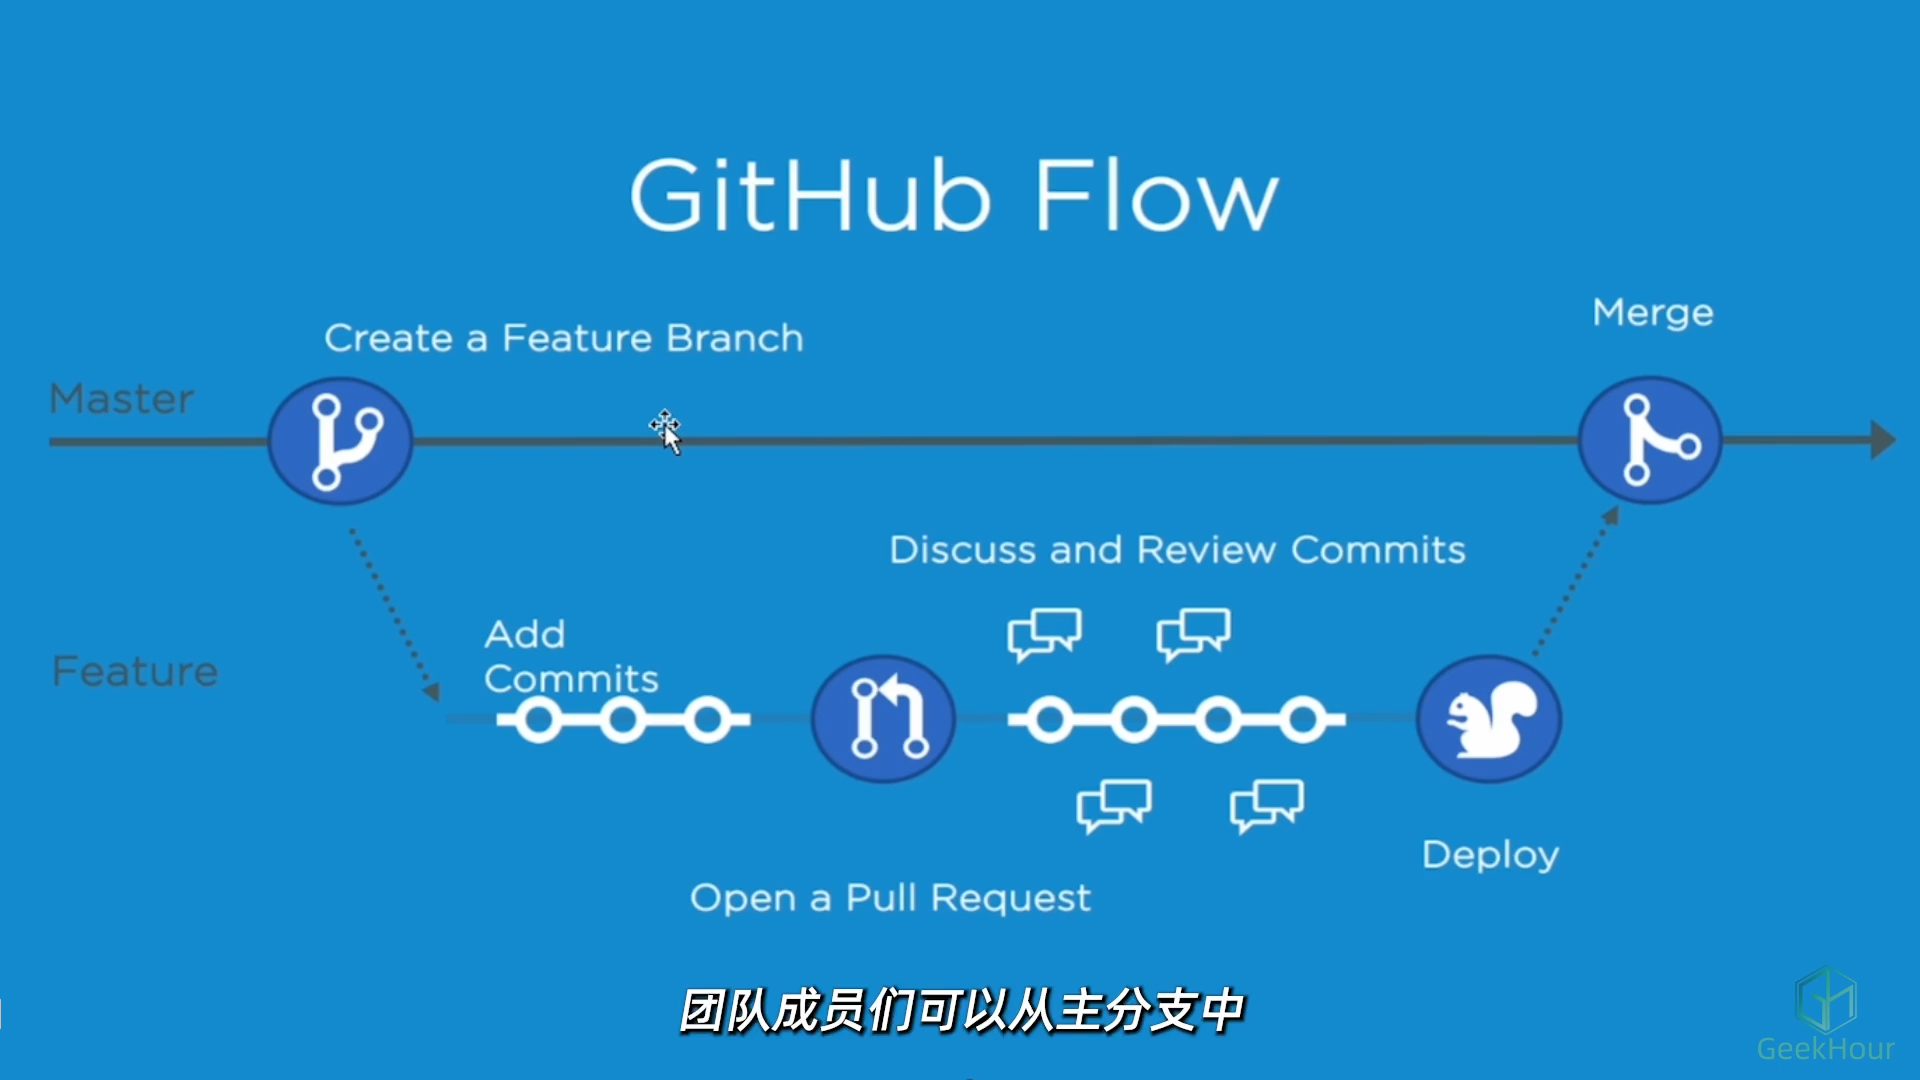 GitHub Flow
Merge
Create a Feature Branch
Master
Discuss and Review Commits
Add
Commits
Feature
Deploy
Open a Pull Request
团队成员们可以从主分支中
GeekHour